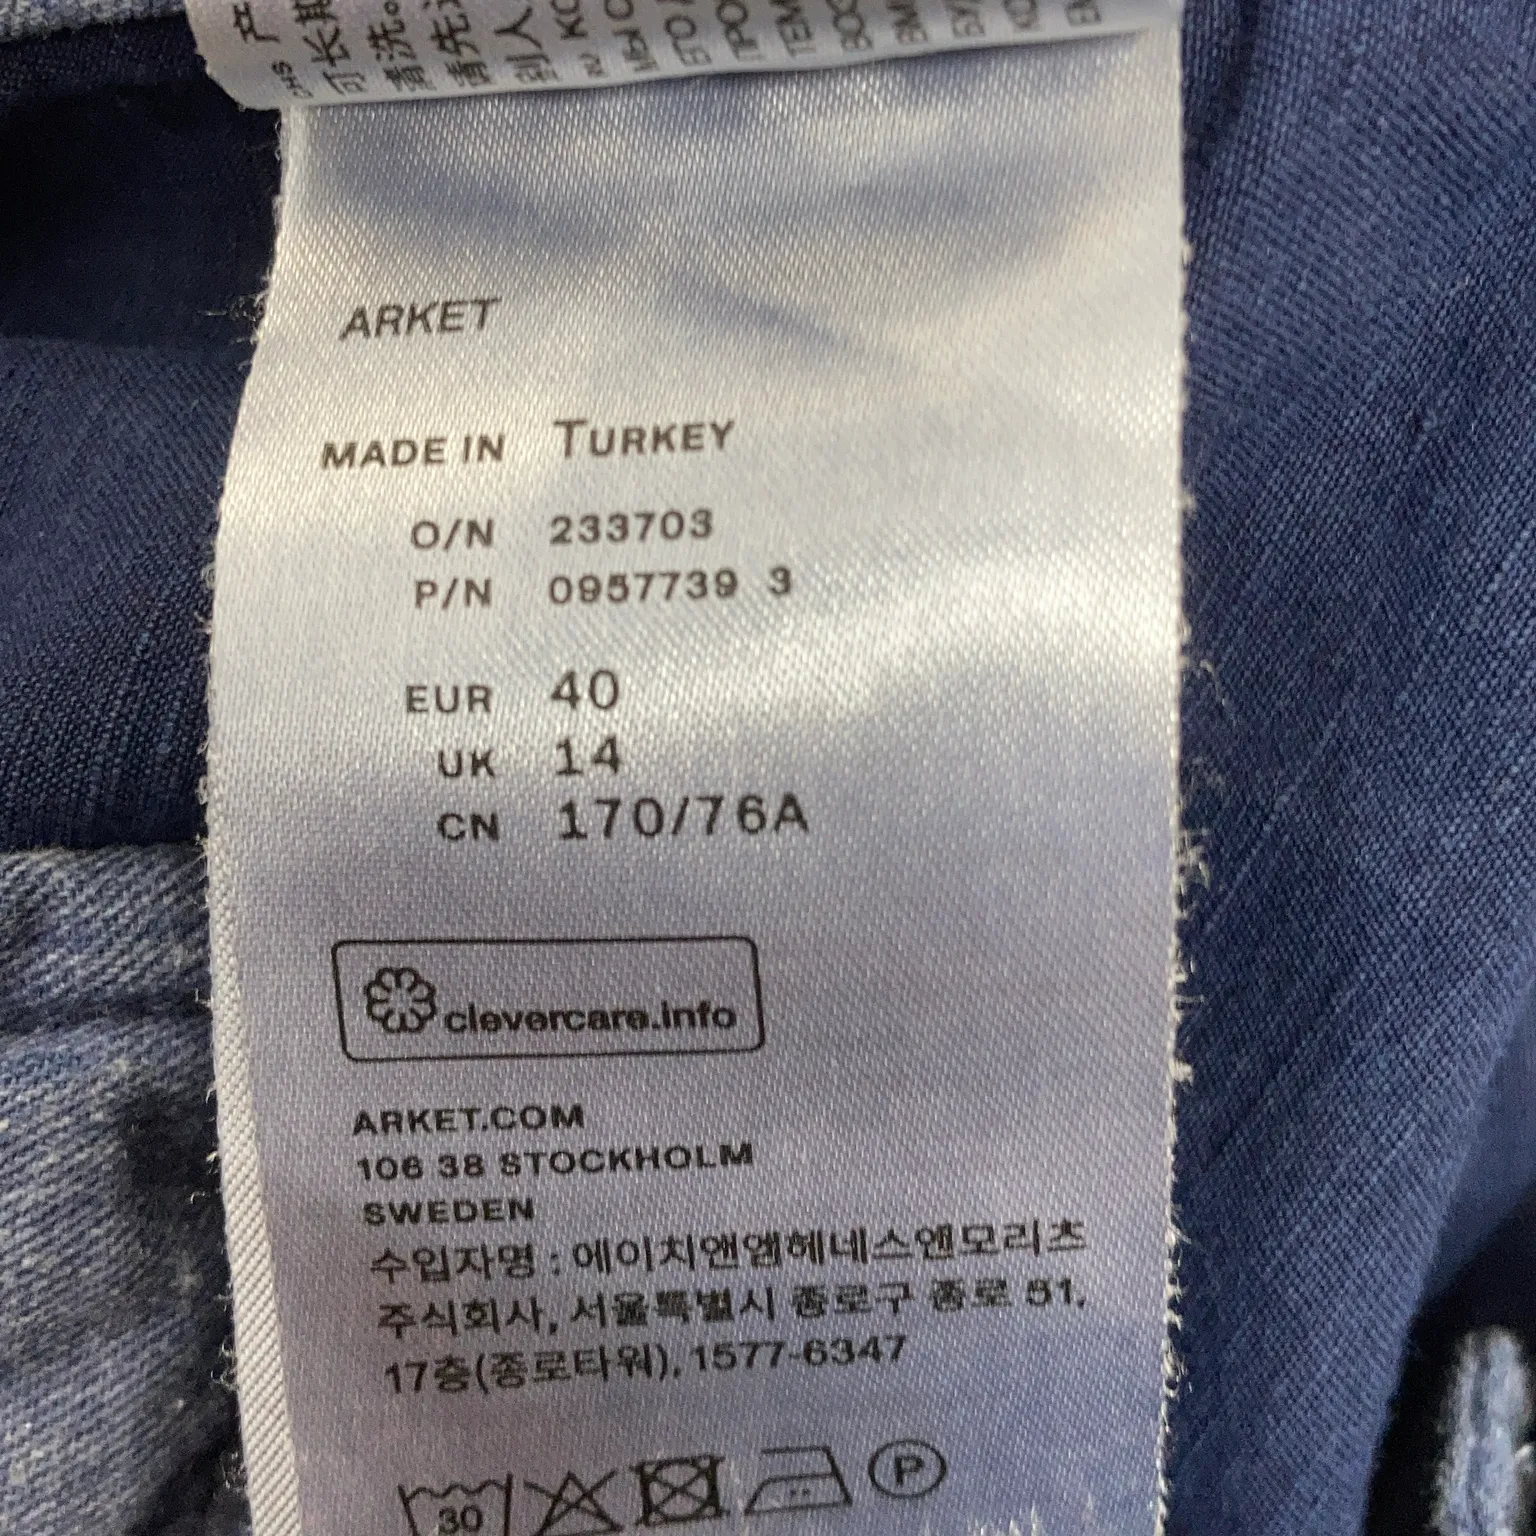 ARKET
MADE IN TURKEY
O/N 233703
P/N 0957739 3
EUR 40
UK 14
CN 170/76A
clevercare.info
ARKET.COM
106 38 STOCKHOLM
SWEDEN
수입자명 : 에이치앤엠헤네스앤모리츠
주식회사, 서울특별시 종로구 종로 51,
17층(종로타워), 1577-6347
30
P